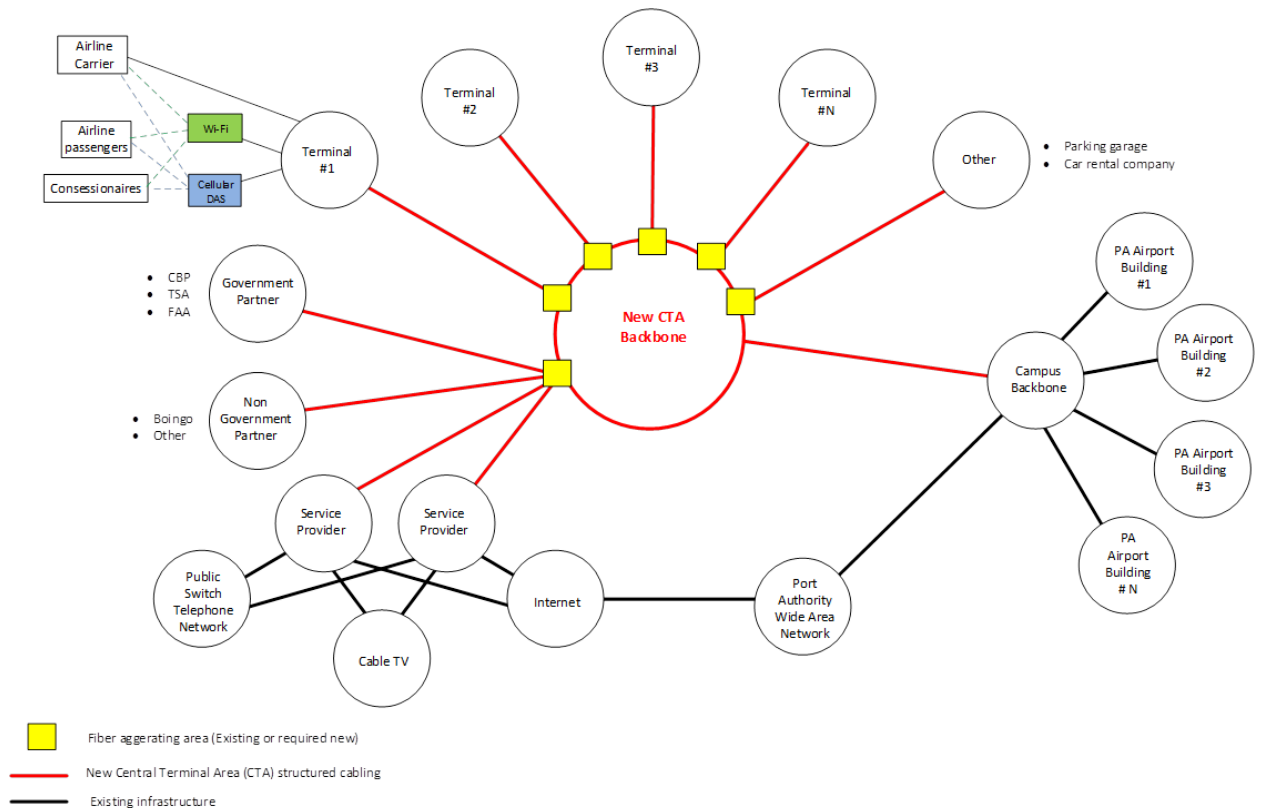 Airline
Carrier
Airline
passengers
Consessionaires
Wi-Fi
Cellular
DAS
Terminal
#1
Terminal
#2
Terminal
#3
Terminal
#N
Other
• Parking garage
• Car rental company
• CBP
• TSA
• FAA
Government
Partner
New CTA
Backbone
PA Airport
Building
#1
PA Airport
Building
#2
Campus
Backbone
• Boingo
• Other
Non
Government
Partner
PA Airport
Building
#3
Service
Provider
Service
Provider
PA
Airport
Building
# N
Public
Switch
Telephone
Network
Internet
Port
Authority
Wide Area
Network
Cable TV
Fiber aggerating area (Existing or required new)
New Central Terminal Area (CTA) structured cabling
Existing infrastructure